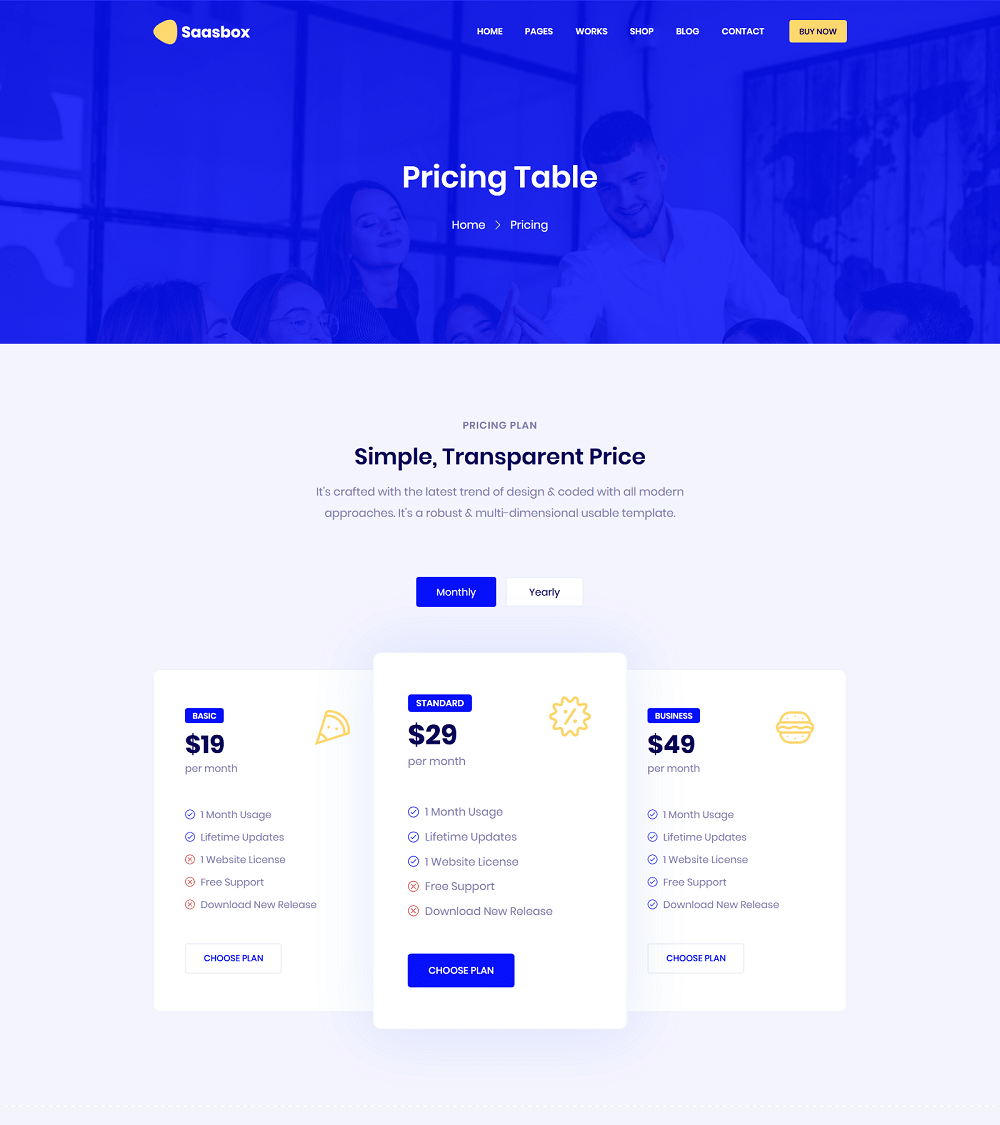 Saasbox
HOME PAGES WORKS SHOP BLOG CONTACT BUY NOW
Pricing Table
Home > Pricing
PRICING PLAN
Simple, Transparent Price
It's crafted with the latest trend of design & coded with all modern
approaches. It's a robust & multi-dimensional usable template.
Monthly Yearly
BASIC
$19
per month
1 Month Usage
Lifetime Updates
1 Website License
Free Support
Download New Release
CHOOSE PLAN
STANDARD
$29
per month
1 Month Usage
Lifetime Updates
1 Website License
Free Support
Download New Release
CHOOSE PLAN
BUSINESS
$49
per month
1 Month Usage
Lifetime Updates
1 Website License
Free Support
Download New Release
CHOOSE PLAN